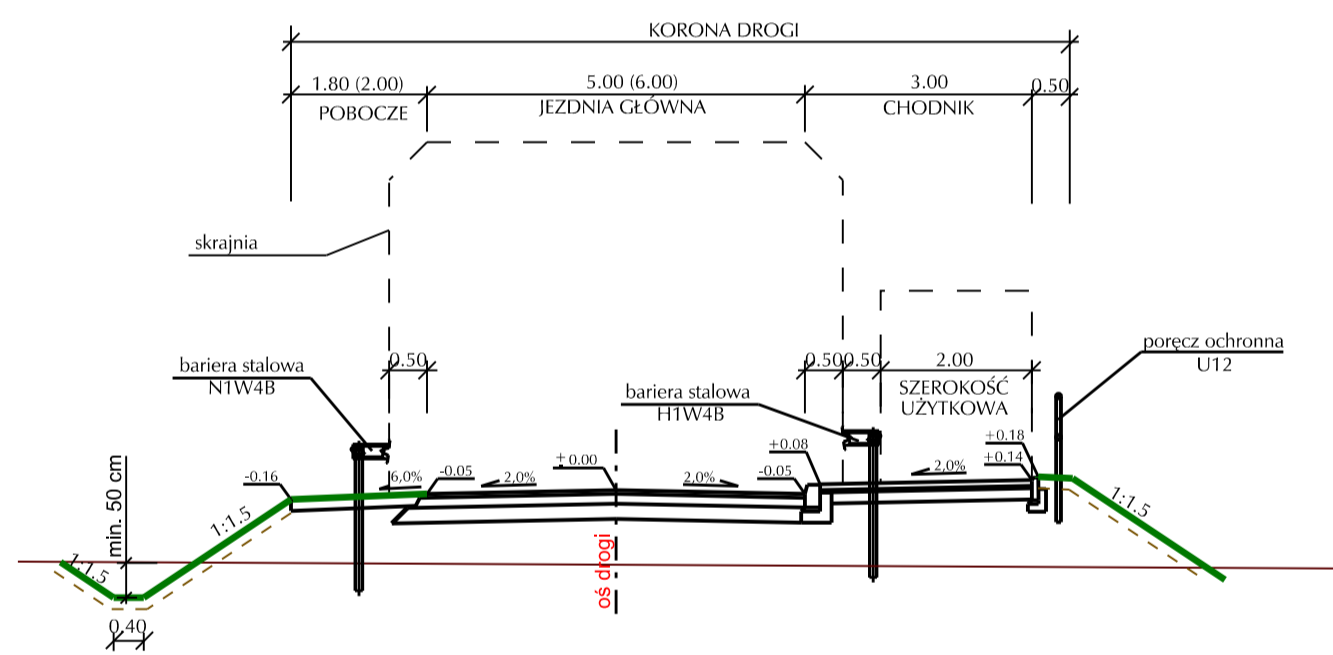 KORONA DROGI
1.80 (2.00)
5.00 (6.00)
3.00
0.50
POBOCZE
JEZDNIA GŁÓWNA
CHODNIK
skrajnia
poręcz ochronna
U12
bariera stalowa
N1W4B
0.50
0.50
0.50
2.00
SZEROKOŚĆ
UŻYTKOWA
bariera stalowa
H1W4B
-0.16
6,0%
-0.05
2,0%
±0.00
2,0%
-0.05
+0.08
2,0%
+0.18
+0.14
min. 50 cm
1:1.5
1:1.5
1:1.5
oś drogi
0.40